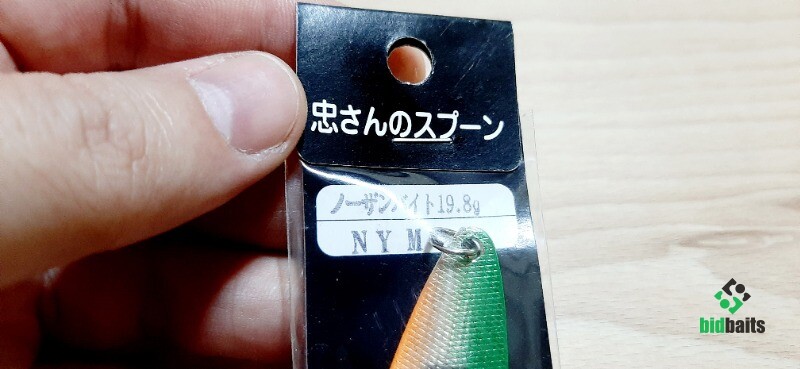 忠さんのスプーン
ノーザンバイト19.8g
NY
bidbaits